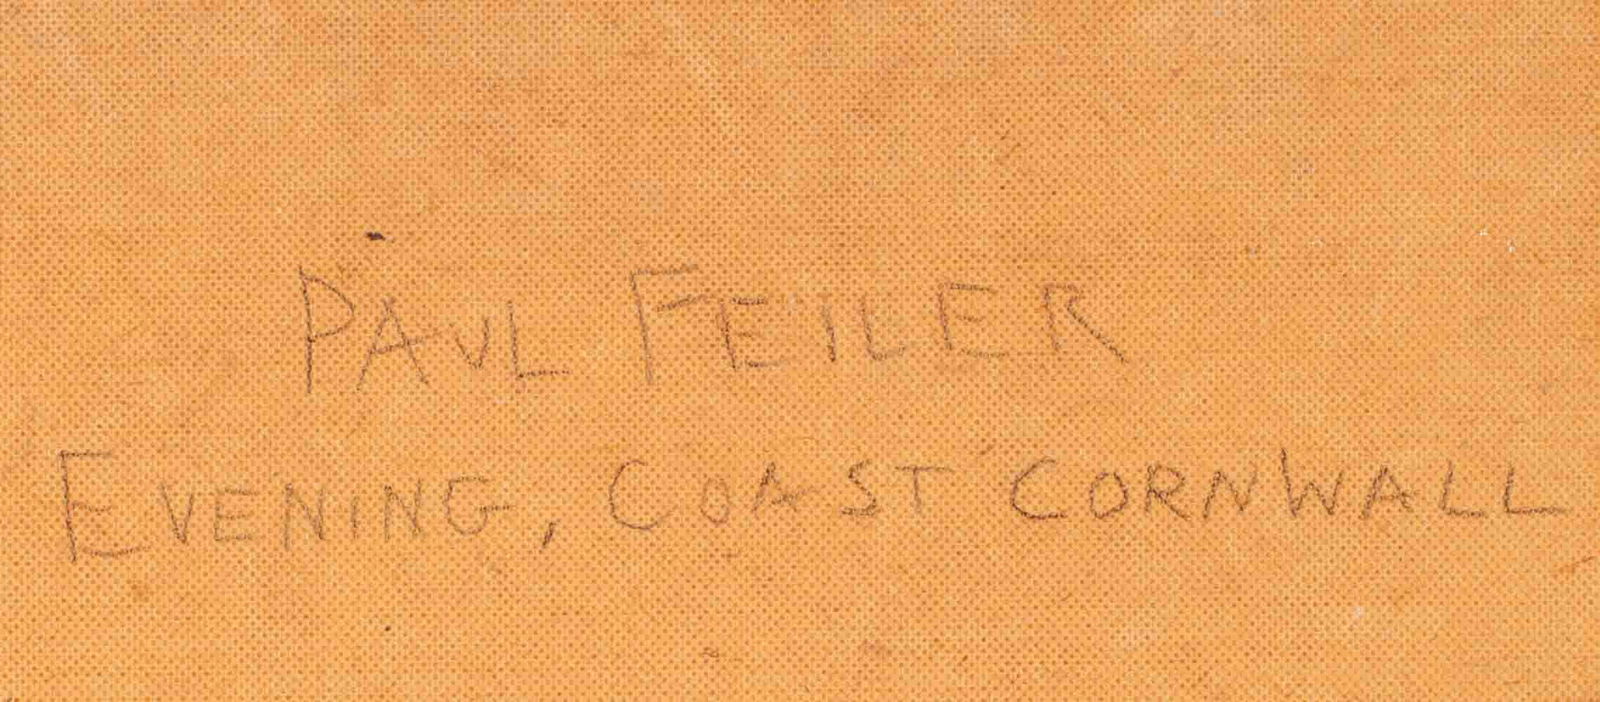 PAUL FEILER
EVENING, COAST CORNWALL